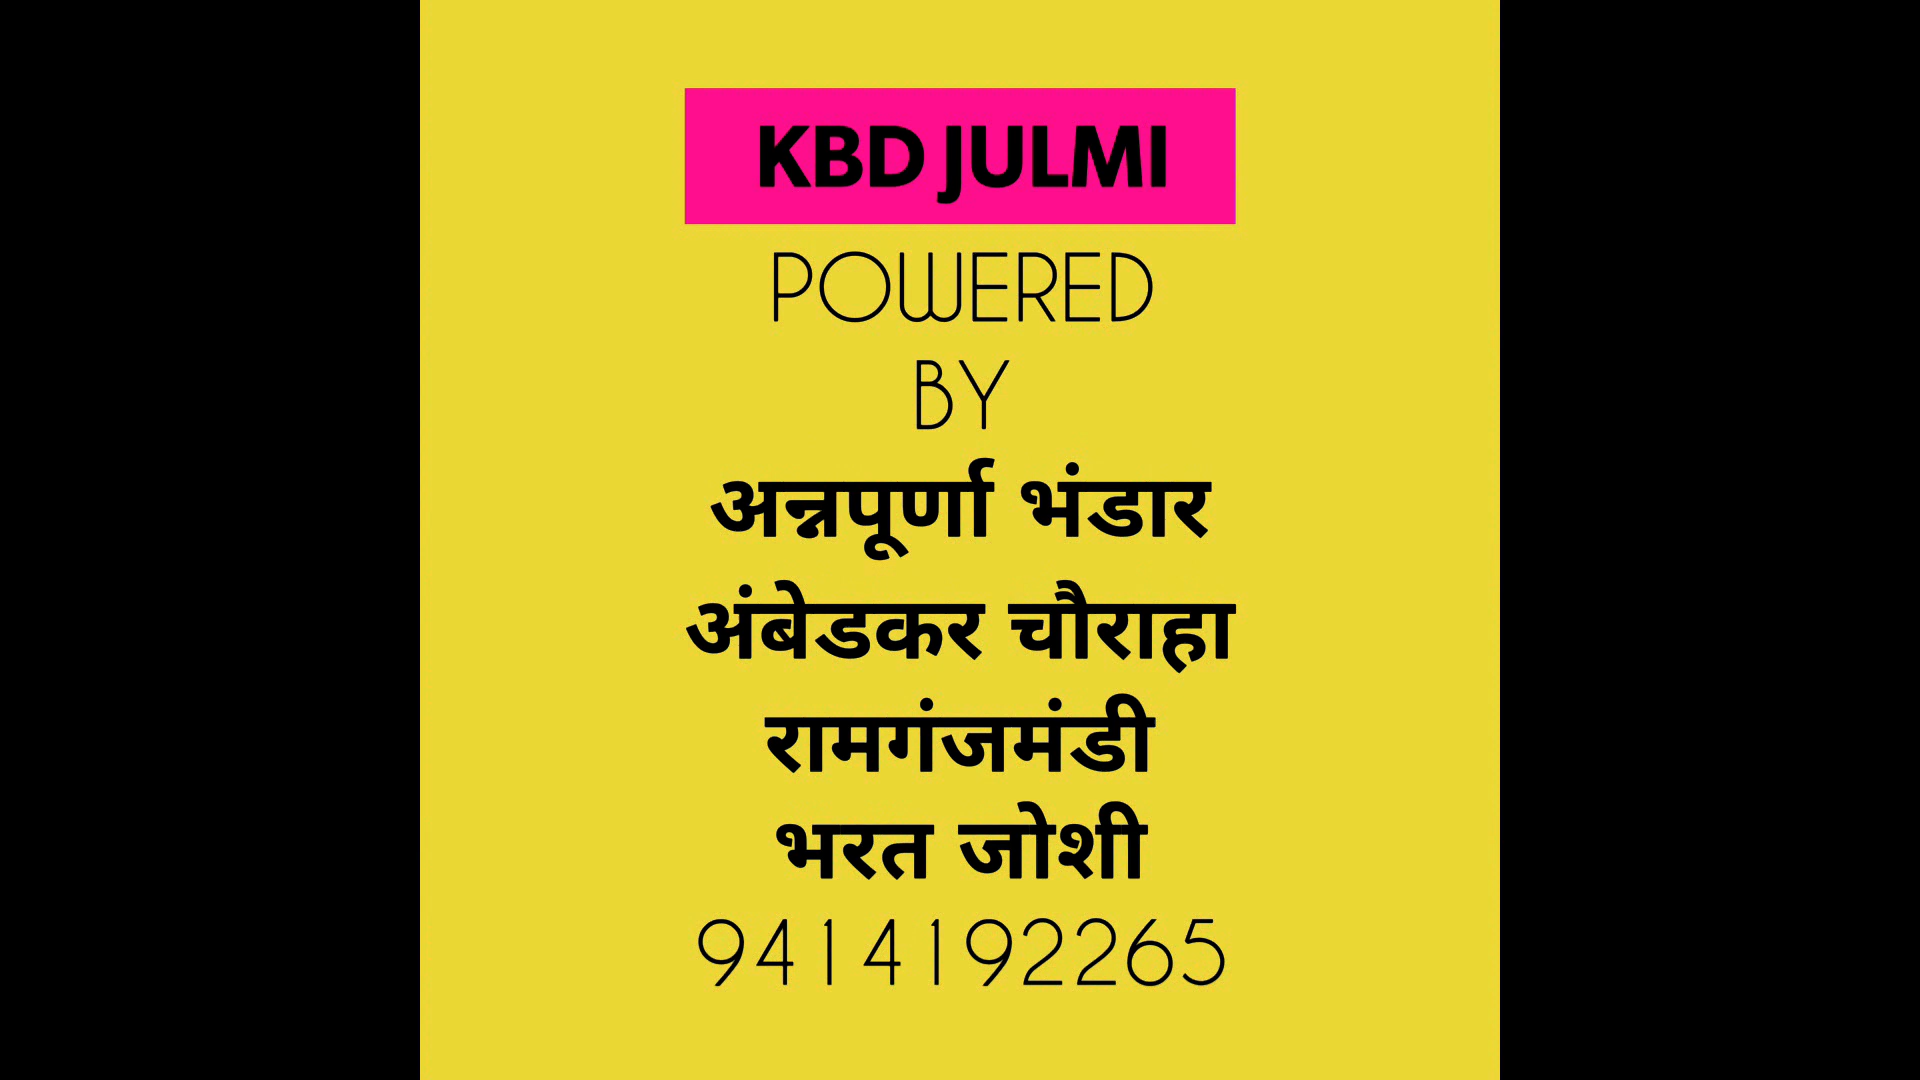 KBD JULMI
POWERED
BY
अन्नपूर्णा भंडार
अंबेडकर चौराहा
रामगंजमंडी
भरत जोशी
9414192265